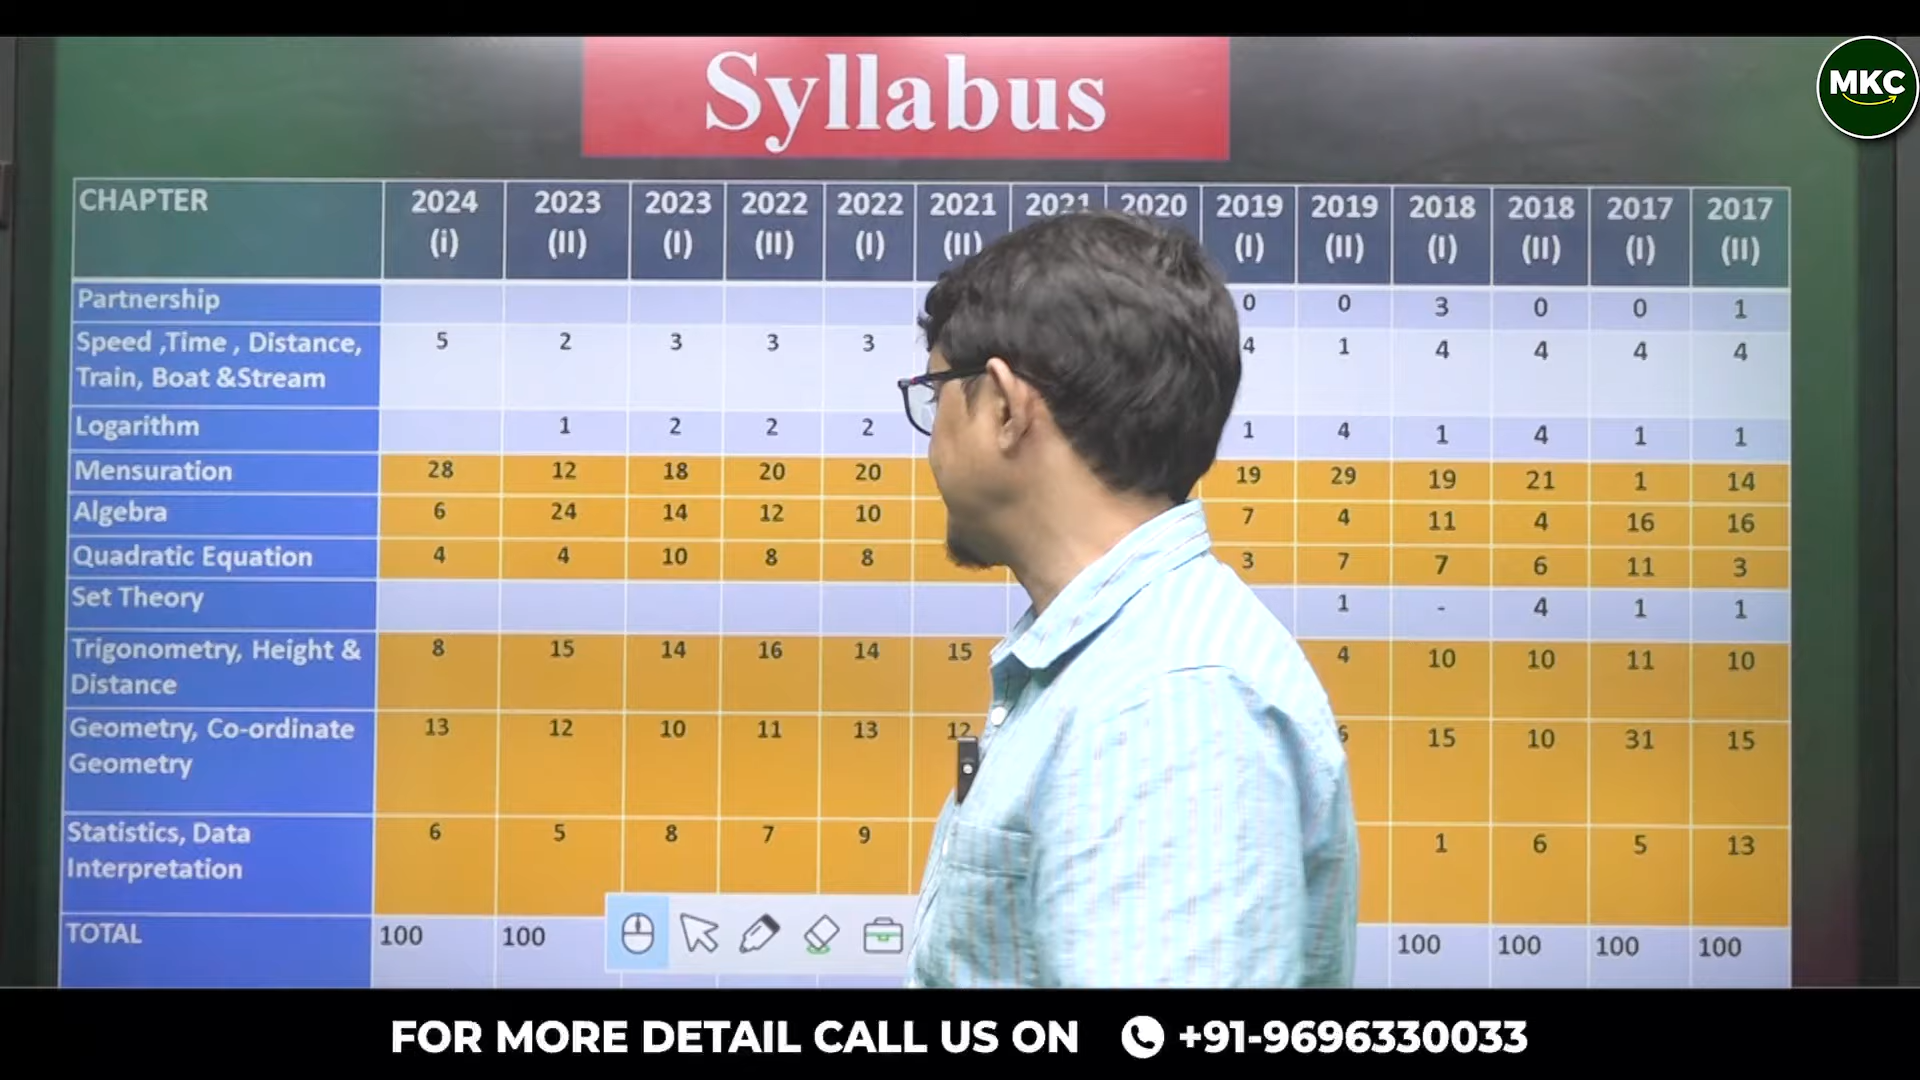 Syllabus
MKC
CHAPTER 2024 (i) 2023 (II) 2023 (I) 2022 (II) 2022 (I) 2021 (II) 2021 2020 2019 (I) 2019 (II) 2018 (I) 2018 (II) 2017 (I) 2017 (II)
Partnership 0 0 3 0 0 1
Speed ,Time , Distance, 5 2 3 3 3 4 1 4 4 4 4
Train, Boat &Stream
Logarithm 1 2 2 2 1 4 1 4 1 1
Mensuration 28 12 18 20 20 19 29 19 21 1 14
Algebra 6 24 14 12 10 7 4 11 4 16 16
Quadratic Equation 4 4 10 8 8 3 7 7 6 11 3
Set Theory 1 - 4 1 1
Trigonometry, Height & 8 15 14 16 14 15 4 10 10 11 10
Distance
Geometry, Co-ordinate 13 12 10 11 13 12 15 10 31 15
Geometry
Statistics, Data 6 5 8 7 9 1 6 5 13
Interpretation
TOTAL 100 100 100 100 100 100
FOR MORE DETAIL CALL US ON +91-9696330033